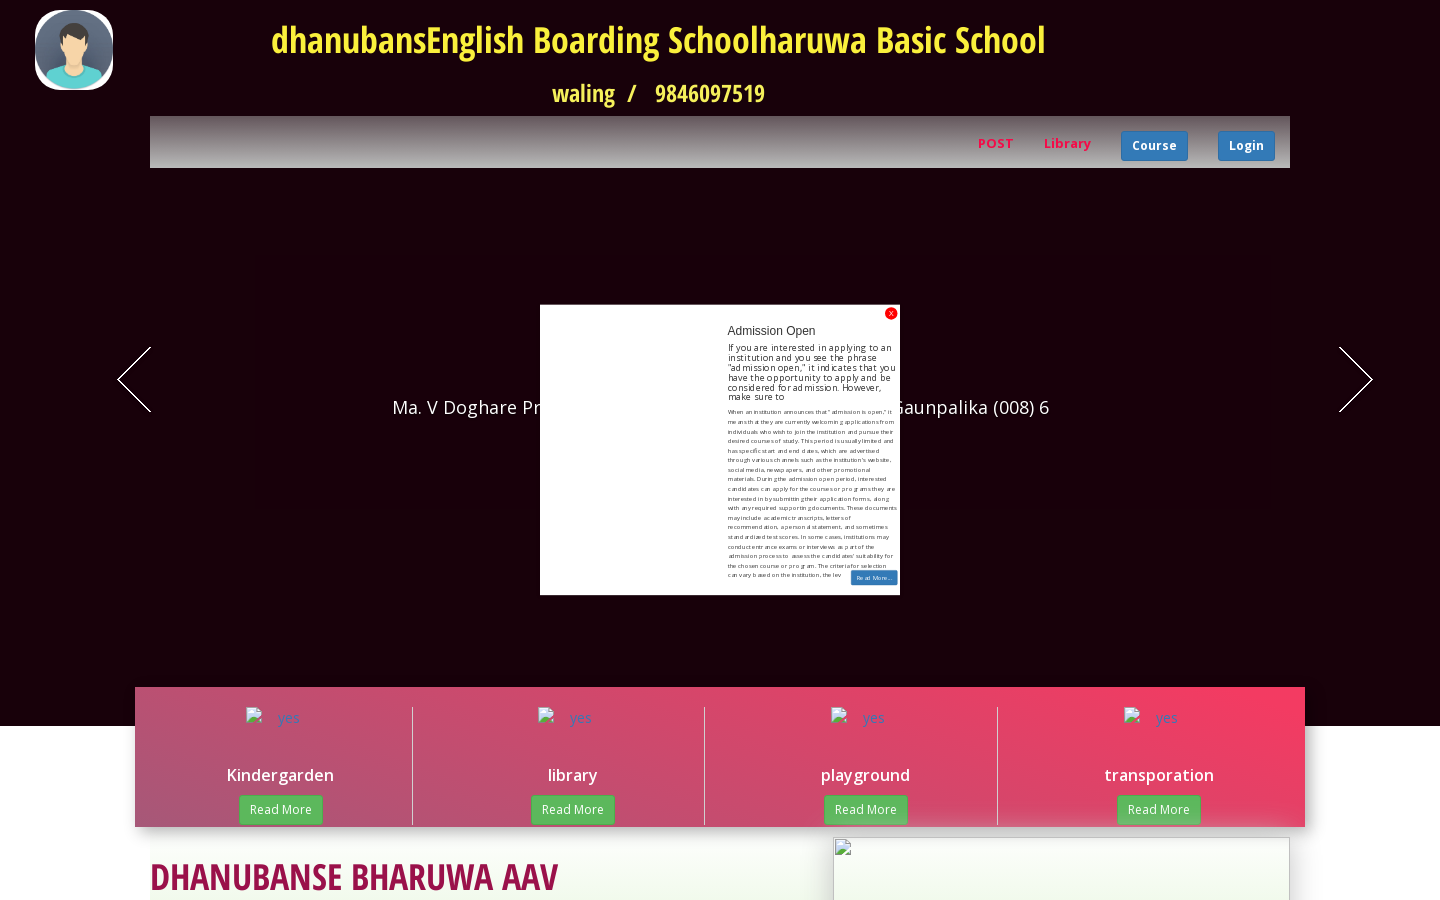 dhanubansEnglish Boarding Schoolharuwa Basic School
waling / 9846097519
POST Library Course Login
X
Admission Open
If you are interested in applying to an
institution and you see the phrase
"admission open," it indicates that you
have the opportunity to apply and be
considered for admission. However,
make sure to
Ma. V Doghare Pr
Gaunpalika (008) 6
When an institution announces that "admission is open," it
means that they are currently welcoming applications from
individuals who wish to join the institution and pursue their
desired courses of study. This period is usually limited and
has specific start and end dates, which are advertised
through various channels such as the institution's website,
social media, newspapers, and other promotional
materials. During the admission open period, interested
candidates can apply for the courses or programs they are
interested in by submitting their application forms, along
with any required supporting documents. These documents
may include academic transcripts, letters of
recommendation, a personal statement, and sometimes
standardized test scores. In some cases, institutions may
conduct entrance exams or interviews as part of the
admission process to assess the candidates' suitability for
the chosen course or program. The criteria for selection
can vary based on the institution, the lev
Read More...
yes yes yes yes
Kindergarden library playground transporation
Read More Read More Read More Read More
DHANUBANSE BHARUWA AAV